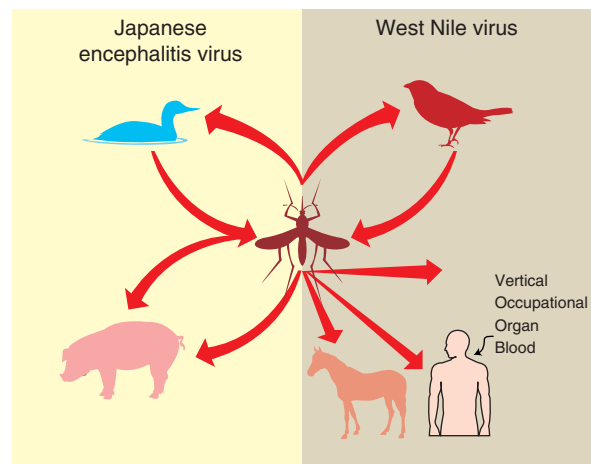 Japanese
encephalitis virus
West Nile virus
Vertical
Occupational
Organ
Blood